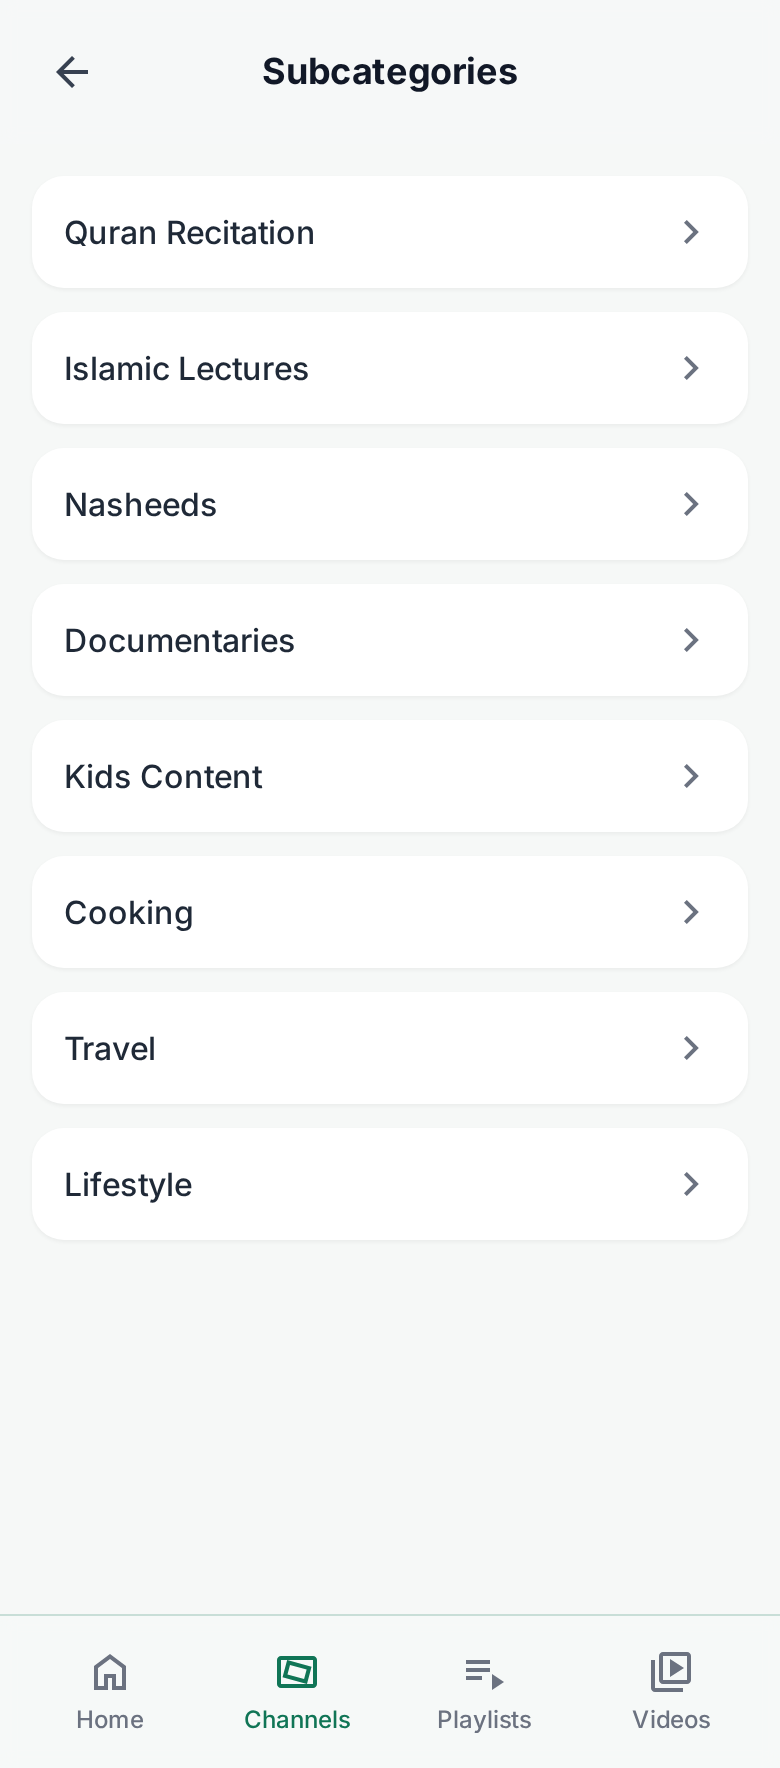 Subcategories
Quran Recitation
Islamic Lectures
Nasheeds
Documentaries
Kids Content
Cooking
Travel
Lifestyle
Home
Channels
Playlists
Videos